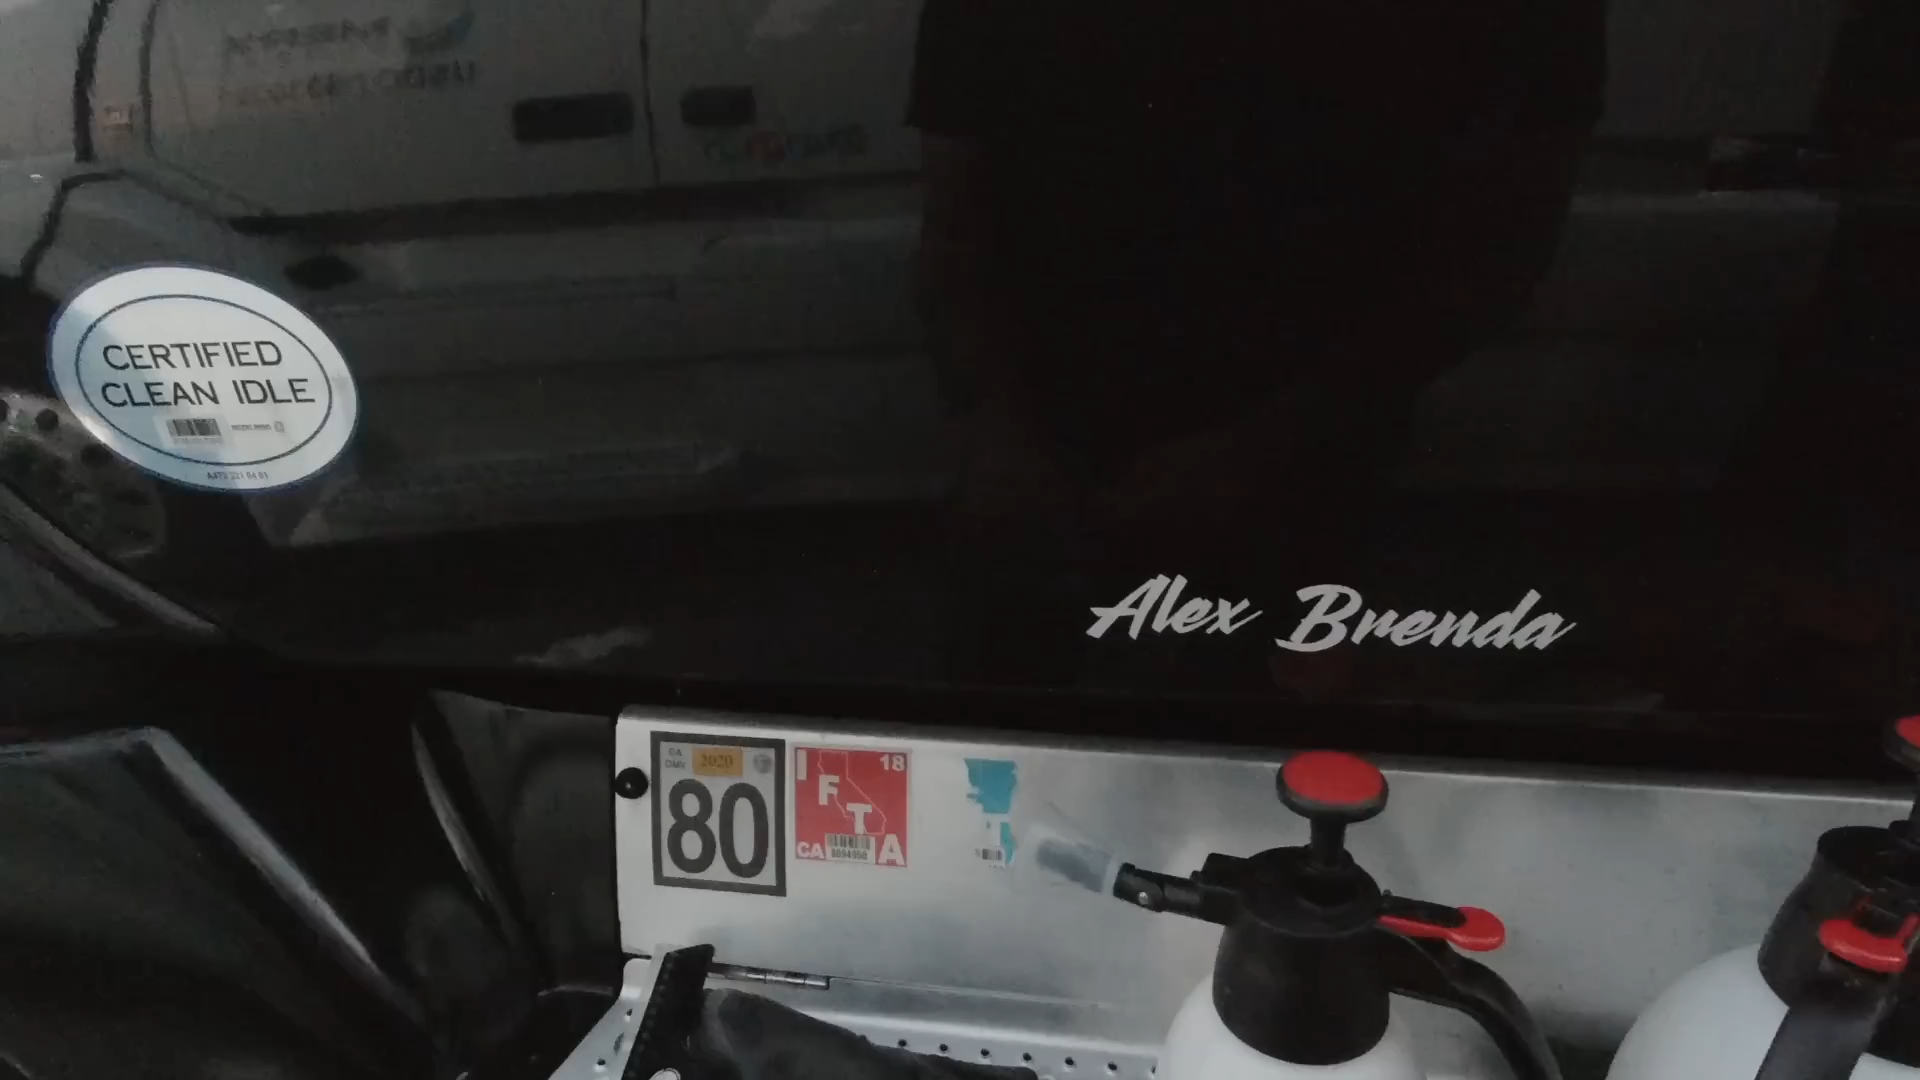 CERTIFIED
CLEAN IDLE
Alex Brenda
CA
DMV
2020
80
I
18
F
T
CA
A